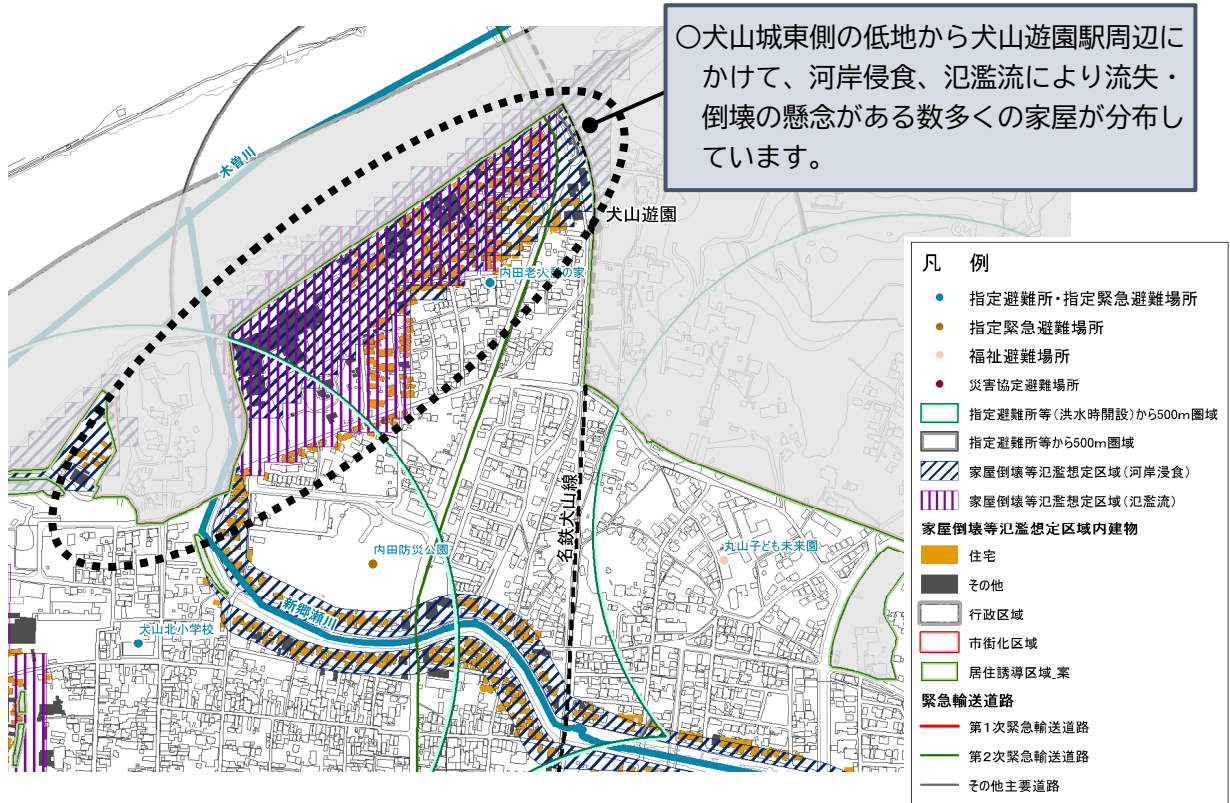 〇犬山城東側の低地から犬山遊園駅周辺に
かけて、河岸侵食、氾濫流により流失・
倒壊の懸念がある数多くの家屋が分布し
ています。
木曽川
犬山遊園
内田老人憩の家
名鉄犬山線
内田防災公園
丸山子ども未来園
新郷瀬川
犬山北小学校
凡 例
指定避難所・指定緊急避難場所
指定緊急避難場所
福祉避難場所
災害協定避難場所
指定避難所等(洪水時開設)から500m圏域
指定避難所等から500m圏域
家屋倒壊等氾濫想定区域(河岸浸食)
家屋倒壊等氾濫想定区域(氾濫流)
家屋倒壊等氾濫想定区域内建物
住宅
その他
行政区域
市街化区域
居住誘導区域_案
緊急輸送道路
第1次緊急輸送道路
第2次緊急輸送道路
その他主要道路